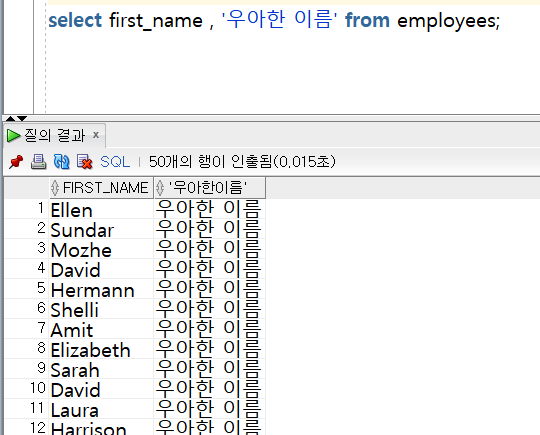 select first_name , '우아한 이름' from employees;
질의 결과 x
SQL | 50개의 행이 인출됨(0,015초)
FIRST_NAME '우아한이름'
1 Ellen 우아한 이름
2 Sundar 우아한 이름
3 Mozhe 우아한 이름
4 David 우아한 이름
5 Hermann 우아한 이름
6 Shelli 우아한 이름
7 Amit 우아한 이름
8 Elizabeth 우아한 이름
9 Sarah 우아한 이름
10 David 우아한 이름
11 Laura 우아한 이름
12 Harrison 우아한 이름